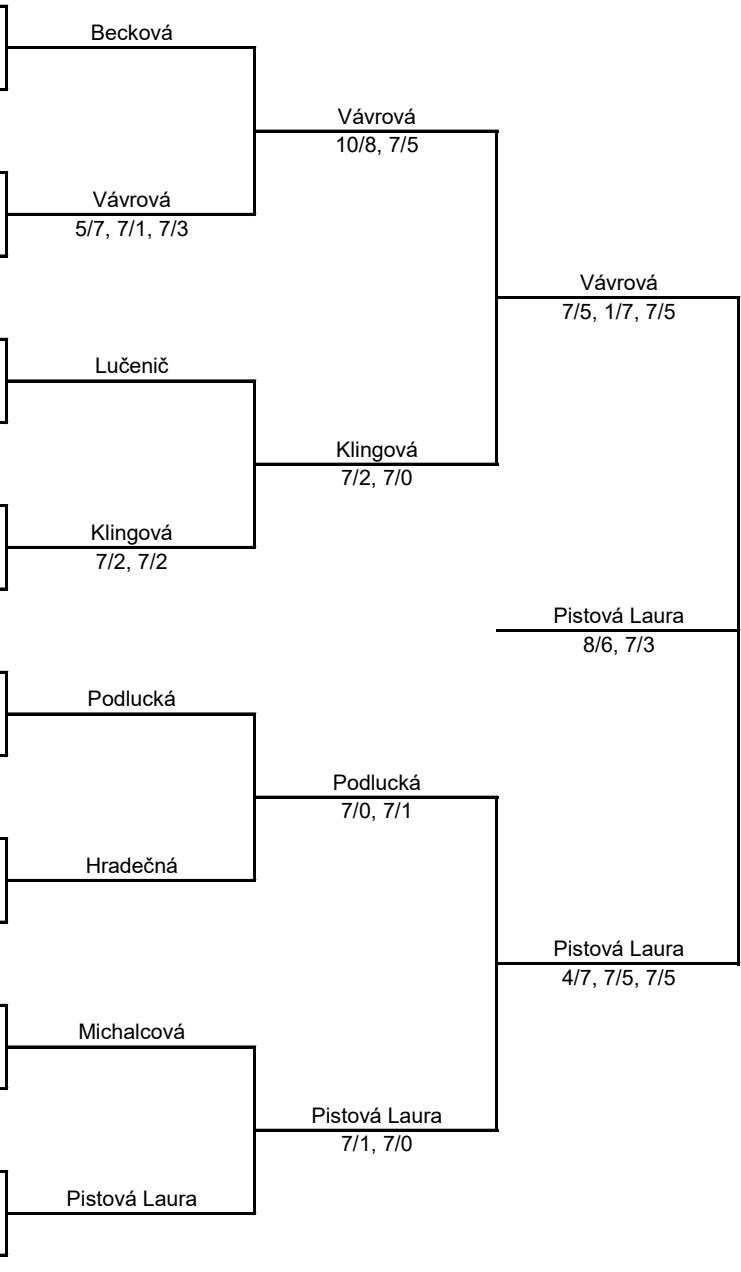 Becková
Vávrová
10/8, 7/5
Vávrová
5/7, 7/1, 7/3
Vávrová
7/5, 1/7, 7/5
Lučenič
Klingová
7/2, 7/0
Klingová
7/2, 7/2
Pistová Laura
8/6, 7/3
Podlucká
Podlucká
7/0, 7/1
Hradečná
Pistová Laura
4/7, 7/5, 7/5
Michalcová
Pistová Laura
7/1, 7/0
Pistová Laura